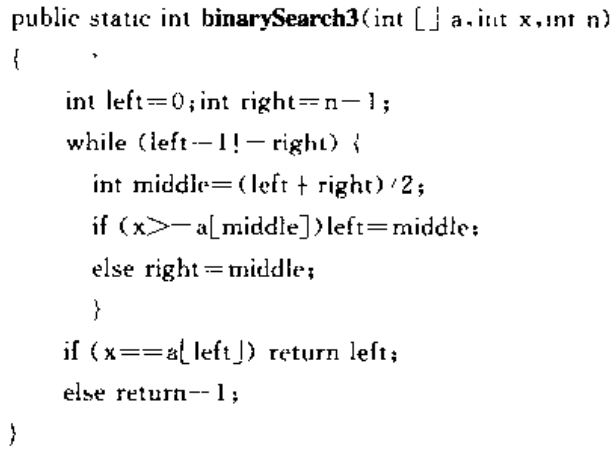 public static int binarySearch3(int [] a,int x,int n)
{
int left=0;int right=n-1;
while (left-1!=right) {
int middle=(left+right)/2;
if (x>=a[middle])left=middle;
else right=middle;
}
if (x==a[left]) return left;
else return-1;
}